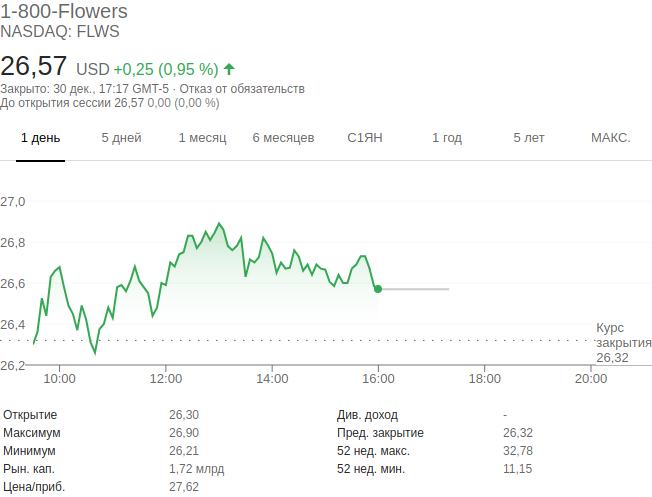 1-800-Flowers
NASDAQ: FLWS
26,57 USD +0,25 (0,95 %)
Закрыто: 30 дек., 17:17 GMT-5 · Отказ от обязательств
До открытия сессии 26,57 0,00 (0,00 %)
1 день 5 дней 1 месяц 6 месяцев С1ЯН 1 год 5 лет МАКС.
27,0
26,8
26,6
26,4
26,2
Курс
закрытия
26,32
10:00 12:00 14:00 16:00 18:00 20:00
Открытие 26,30 Див. доход -
Максимум 26,90 Пред. закрытие 26,32
Минимум 26,21 52 нед. макс. 32,78
Рын. кап. 1,72 млрд 52 нед. мин. 11,15
Цена/приб. 27,62